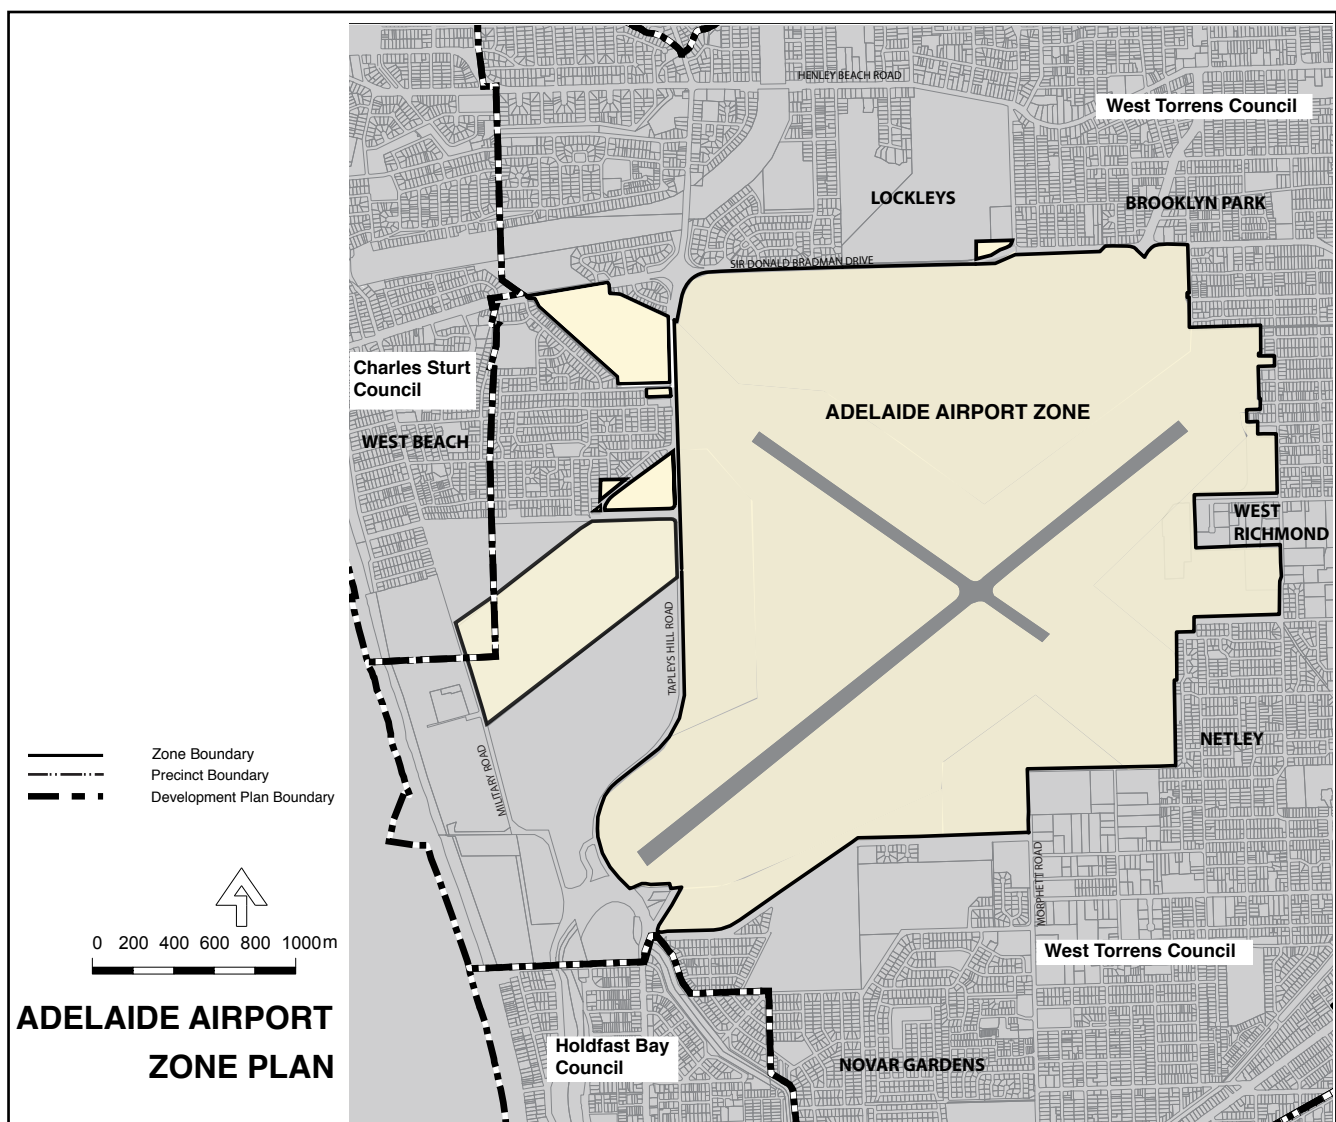 HENLEY BEACH ROAD
West Torrens Council
LOCKLEYS
BROOKLYN PARK
SIR DONALD BRADMAN DRIVE
Charles Sturt
Council
ADELAIDE AIRPORT ZONE
WEST BEACH
WEST
RICHMOND
TAPLEYS HILL ROAD
NETLEY
Zone Boundary
Precinct Boundary
Development Plan Boundary
MILITARY ROAD
MORPHETT ROAD
0 200 400 600 800 1000m
West Torrens Council
ADELAIDE AIRPORT
ZONE PLAN
Holdfast Bay
Council
NOVAR GARDENS